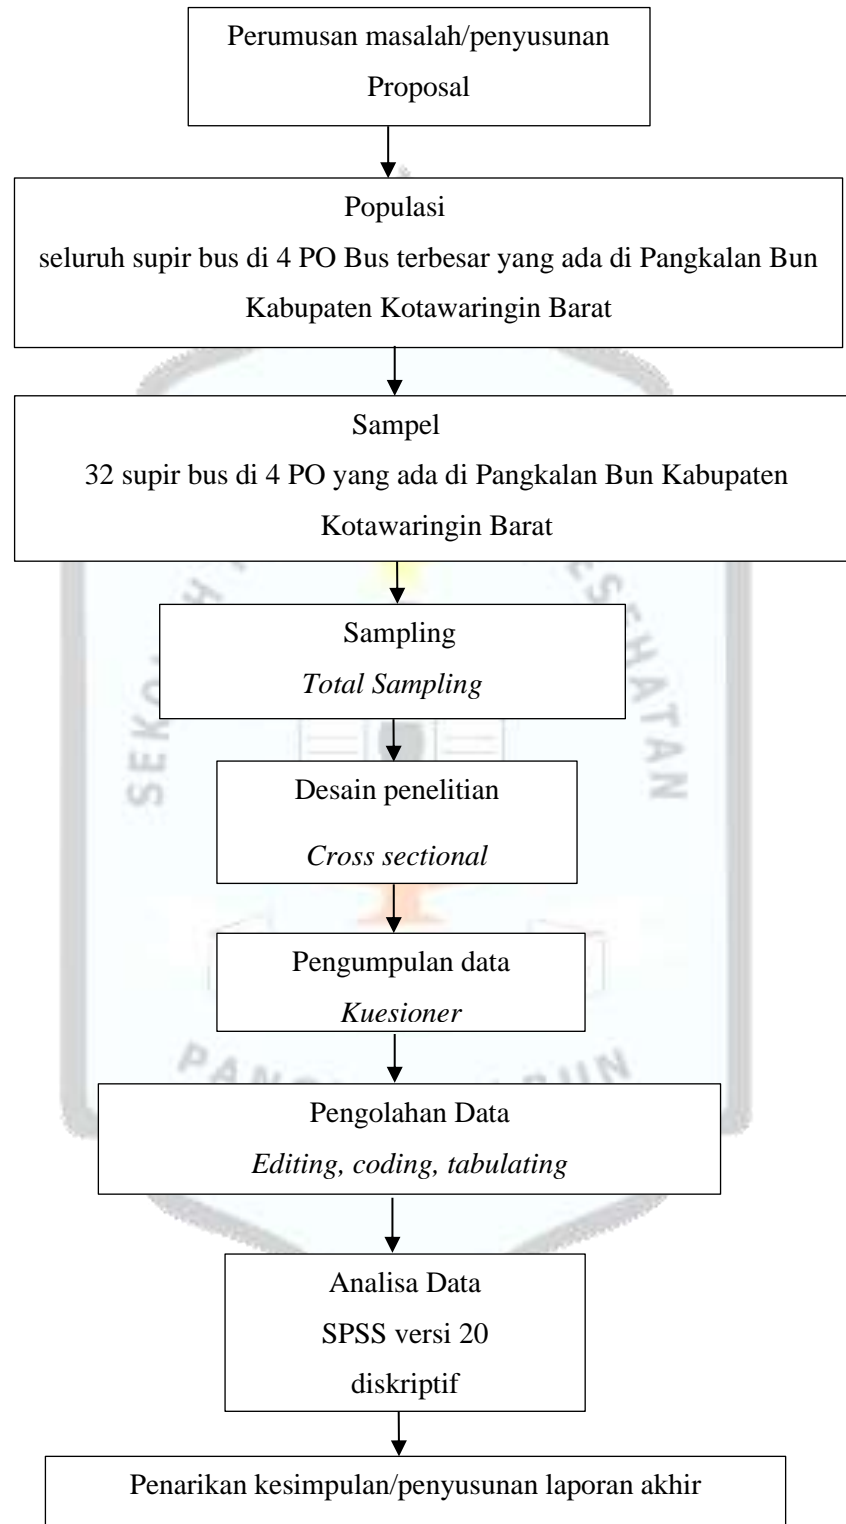 Perumusan masalah/penyusunan
Proposal
Populasi
seluruh supir bus di 4 PO Bus terbesar yang ada di Pangkalan Bun
Kabupaten Kotawaringin Barat
Sampel
32 supir bus di 4 PO yang ada di Pangkalan Bun Kabupaten
Kotawaringin Barat
Sampling
Total Sampling
Desain penelitian
Cross sectional
Pengumpulan data
Kuesioner
Pengolahan Data
Editing, coding, tabulating
Analisa Data
SPSS versi 20
diskriptif
Penarikan kesimpulan/penyusunan laporan akhir